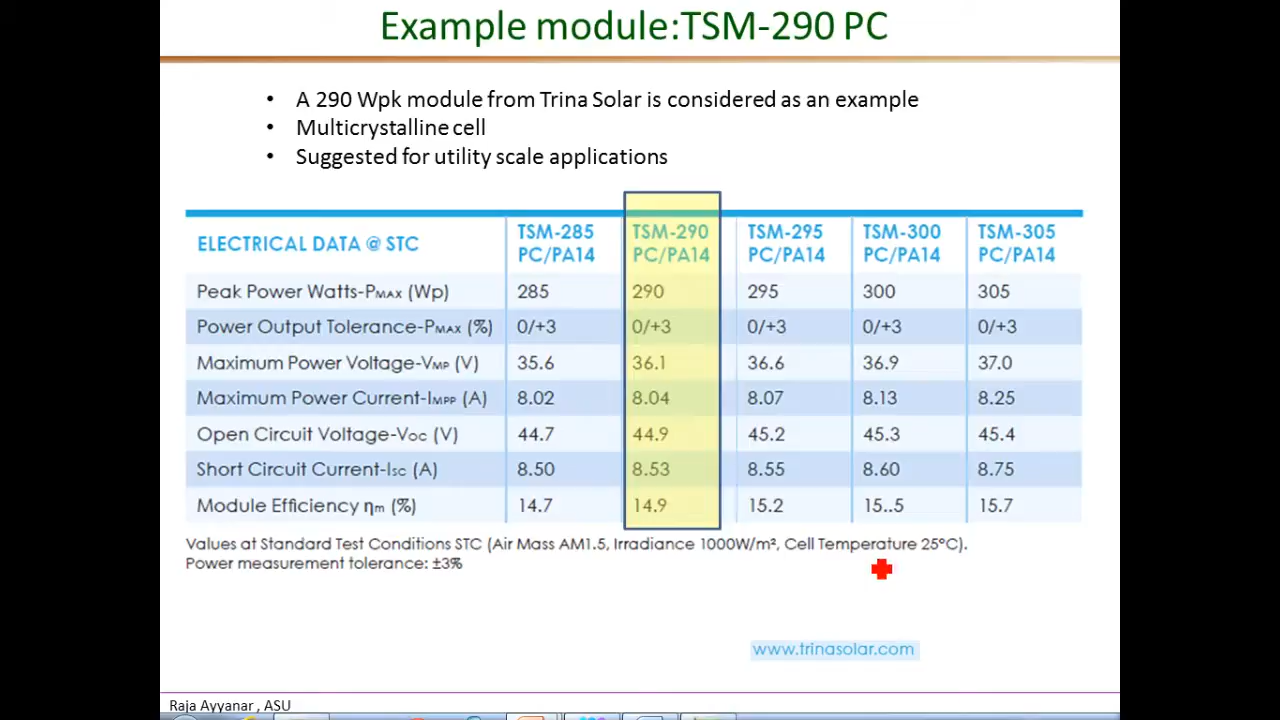 Example module:TSM-290 PC
• A 290 Wpk module from Trina Solar is considered as an example
• Multicrystalline cell
• Suggested for utility scale applications
ELECTRICAL DATA @ STC TSM-285 PC/PA14 TSM-290 PC/PA14 TSM-295 PC/PA14 TSM-300 PC/PA14 TSM-305 PC/PA14
Peak Power Watts-PMAX (Wp) 285 290 295 300 305
Power Output Tolerance-PMAX (%) 0/+3 0/+3 0/+3 0/+3 0/+3
Maximum Power Voltage-VMP (V) 35.6 36.1 36.6 36.9 37.0
Maximum Power Current-IMPP (A) 8.02 8.04 8.07 8.13 8.25
Open Circuit Voltage-VOC (V) 44.7 44.9 45.2 45.3 45.4
Short Circuit Current-ISC (A) 8.50 8.53 8.55 8.60 8.75
Module Efficiency ηm (%) 14.7 14.9 15.2 15..5 15.7
Values at Standard Test Conditions STC (Air Mass AM1.5, Irradiance 1000W/m², Cell Temperature 25°C).
Power measurement tolerance: ±3%
www.trinasolar.com
Raja Ayyanar , ASU